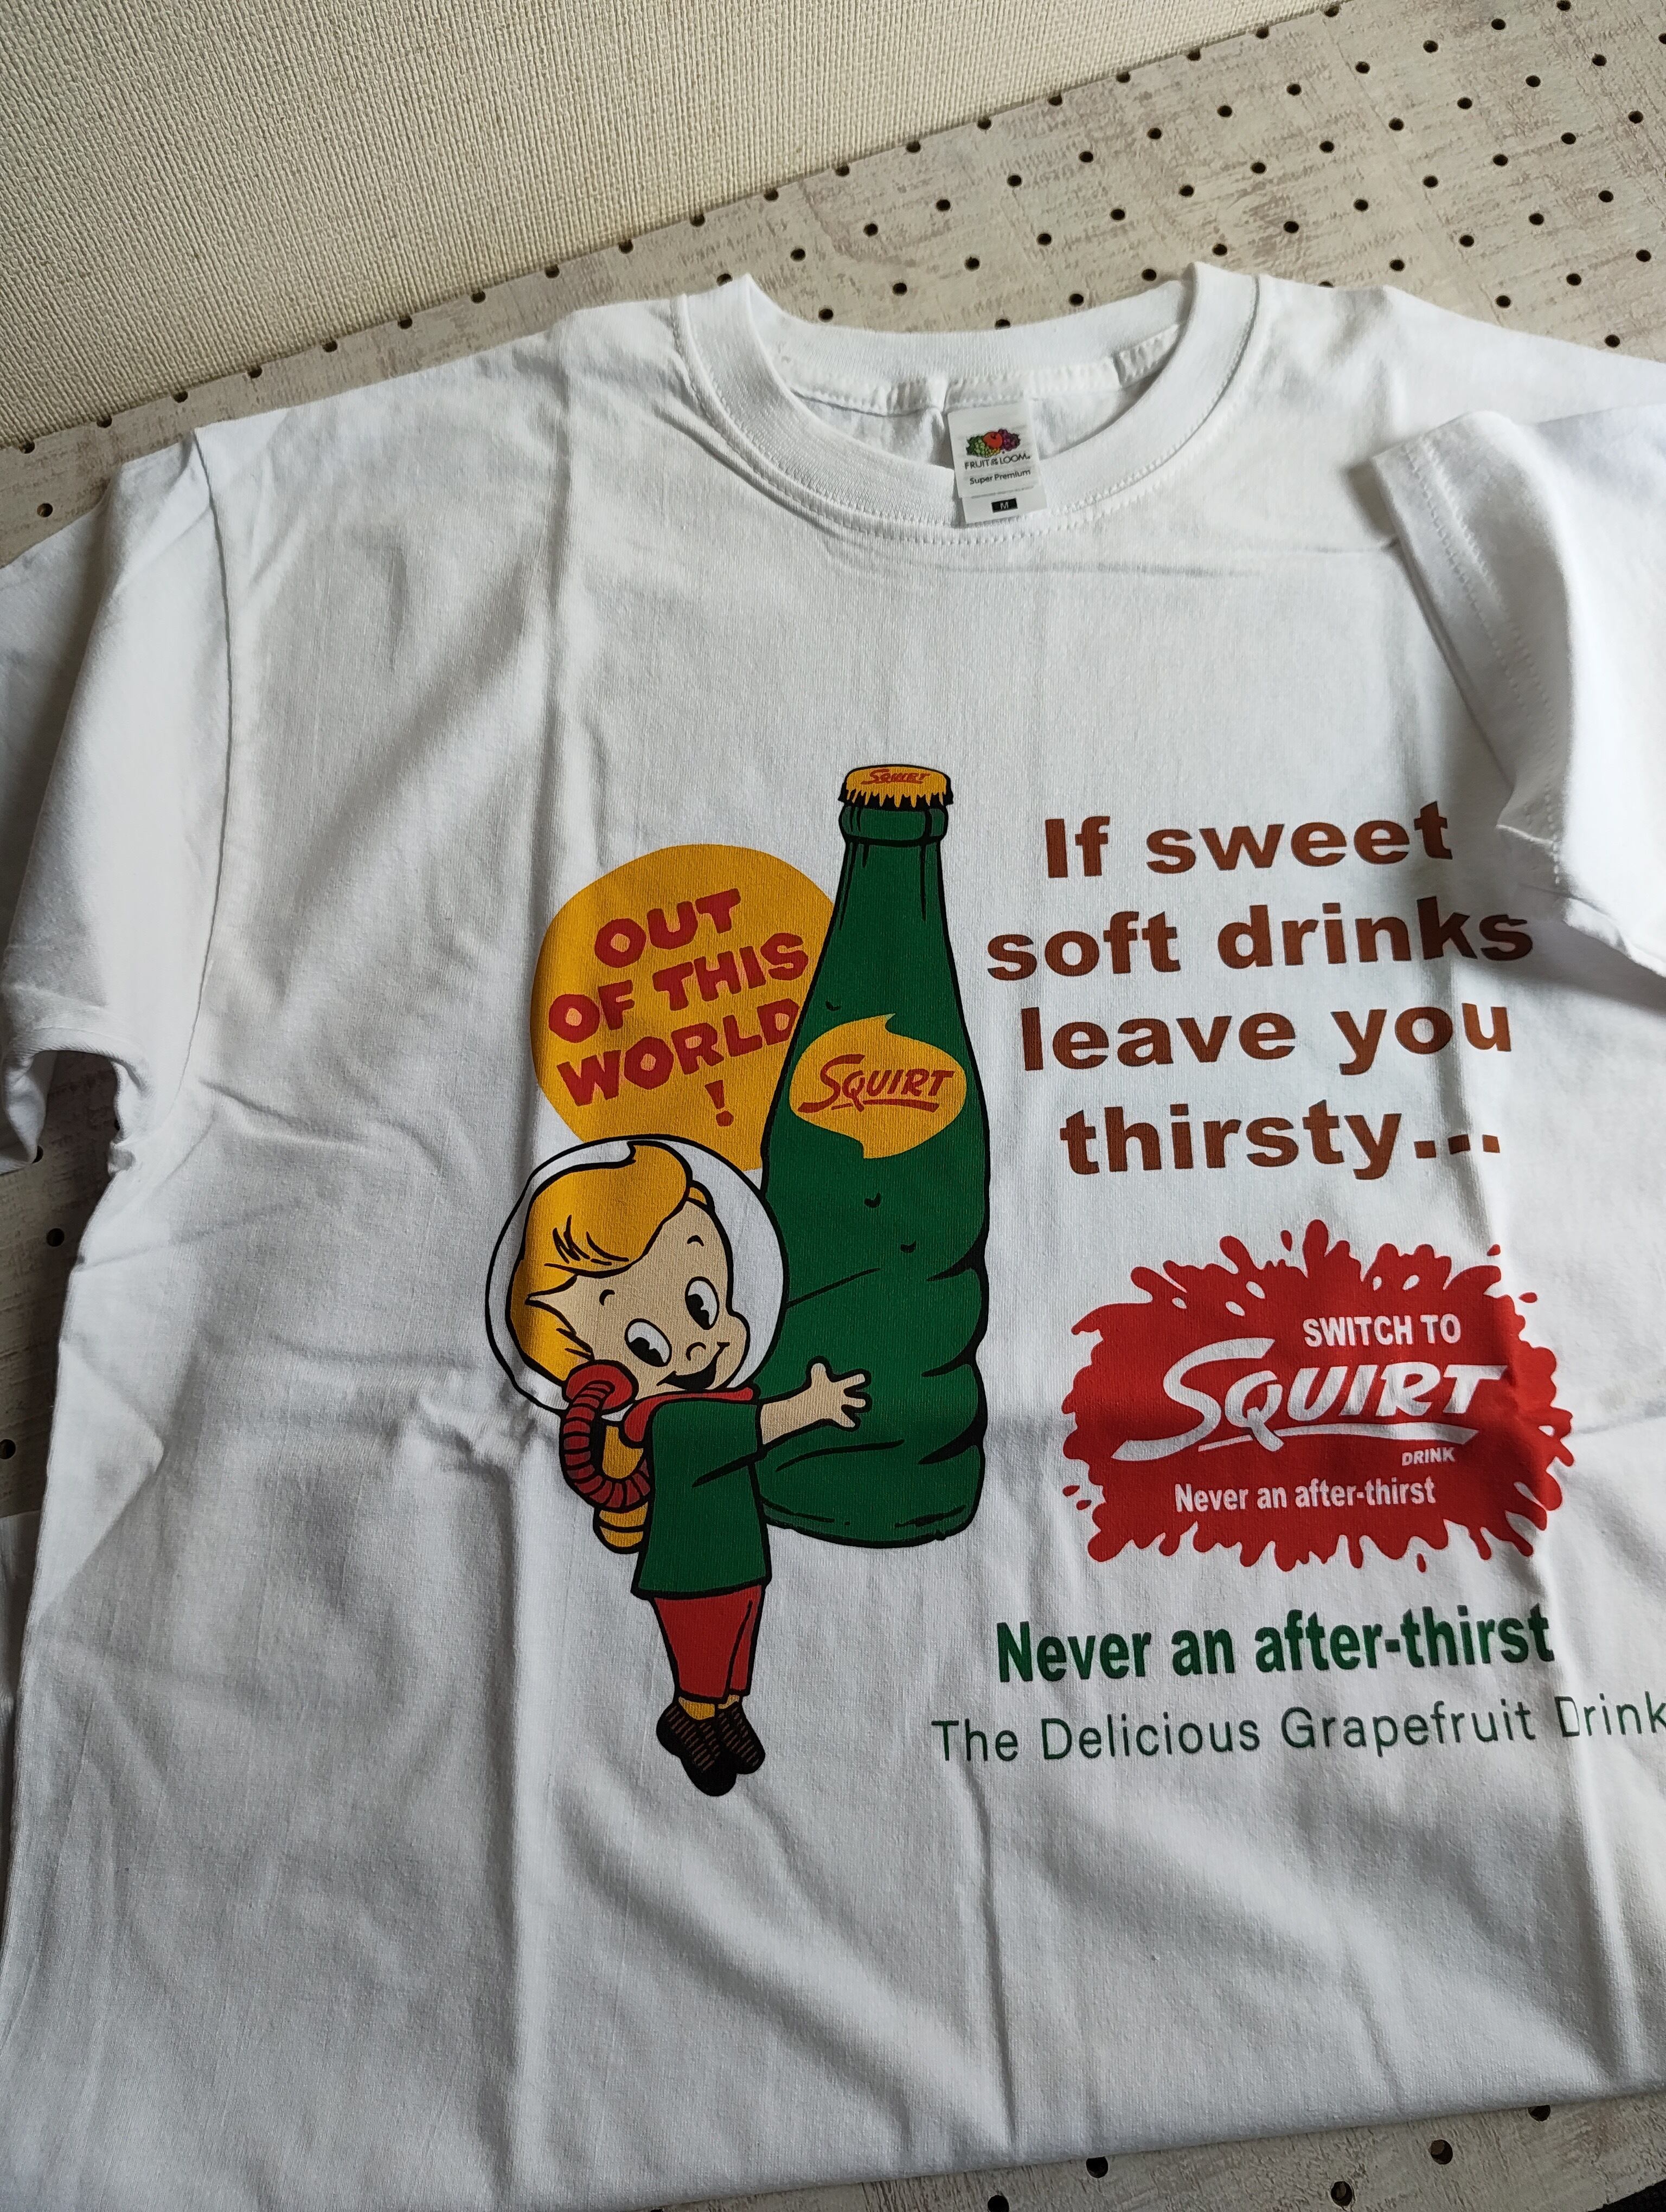 FRUIT OF THE LOOM
Super Premium
M
SQUIRT
OUT
OF THIS
WORLD
!
SQUIRT
If sweet
soft drinks
leave you
thirsty...
SWITCH TO
SQUIRT
DRINK
Never an after-thirst
Never an after-thirst
The Delicious Grapefruit Drink